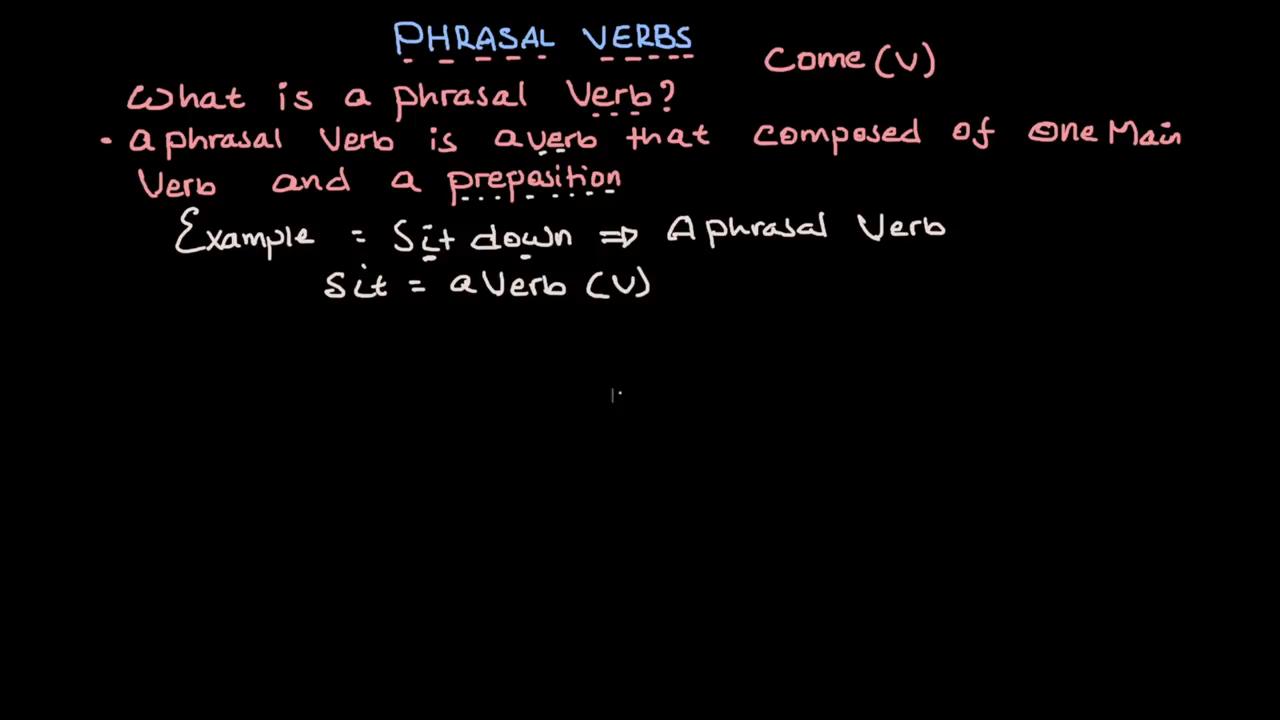 PHRASAL VERBS
Come (V)
What is a phrasal Verb?
• a phrasal Verb is a verb that composed of one Main
Verb and a preposition
Example = Sit down ⇒ A phrasal Verb
Sit = a Verb (V)